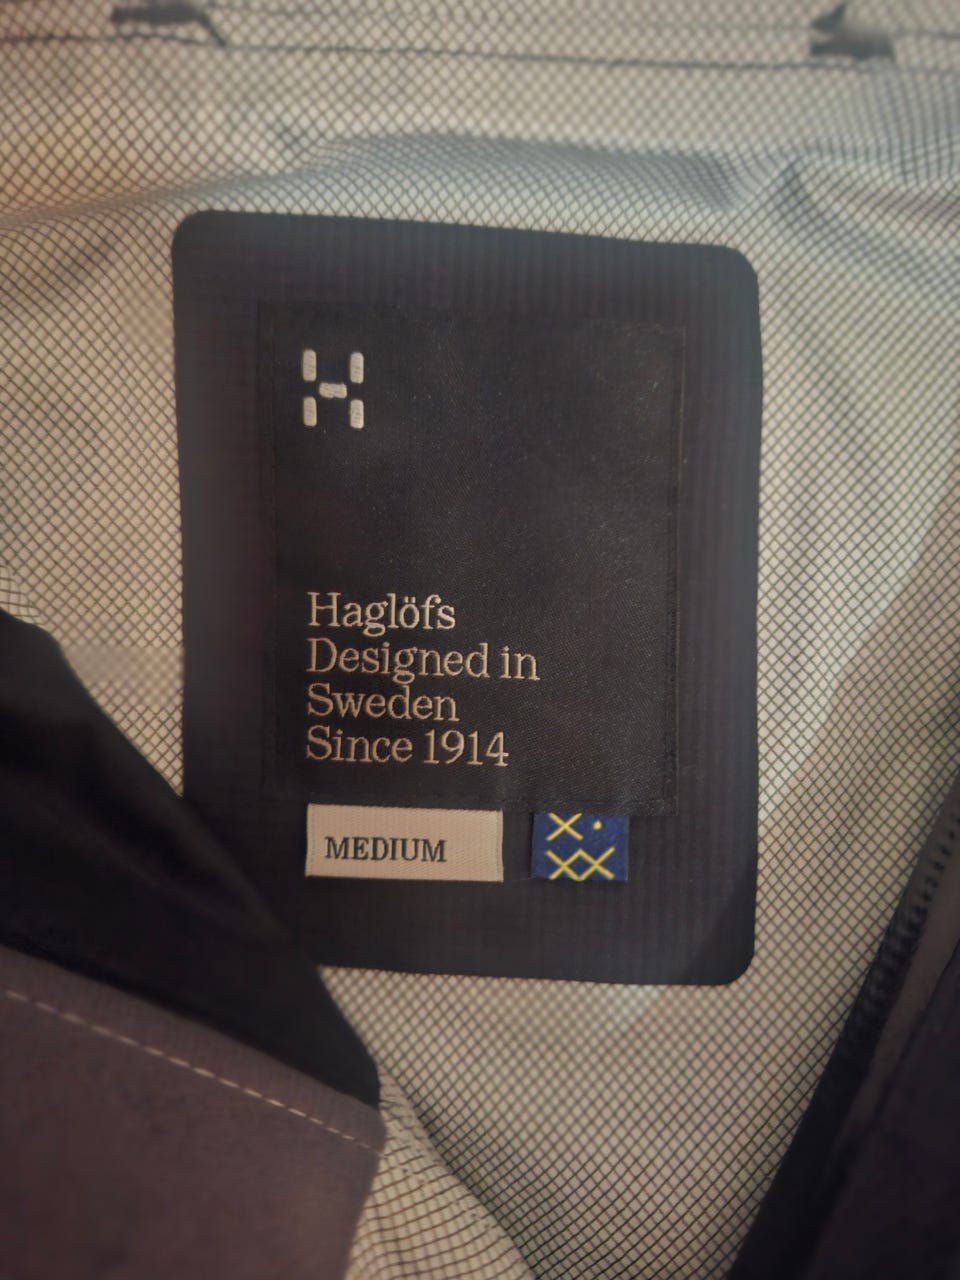 H
Haglöfs
Designed in
Sweden
Since 1914
MEDIUM